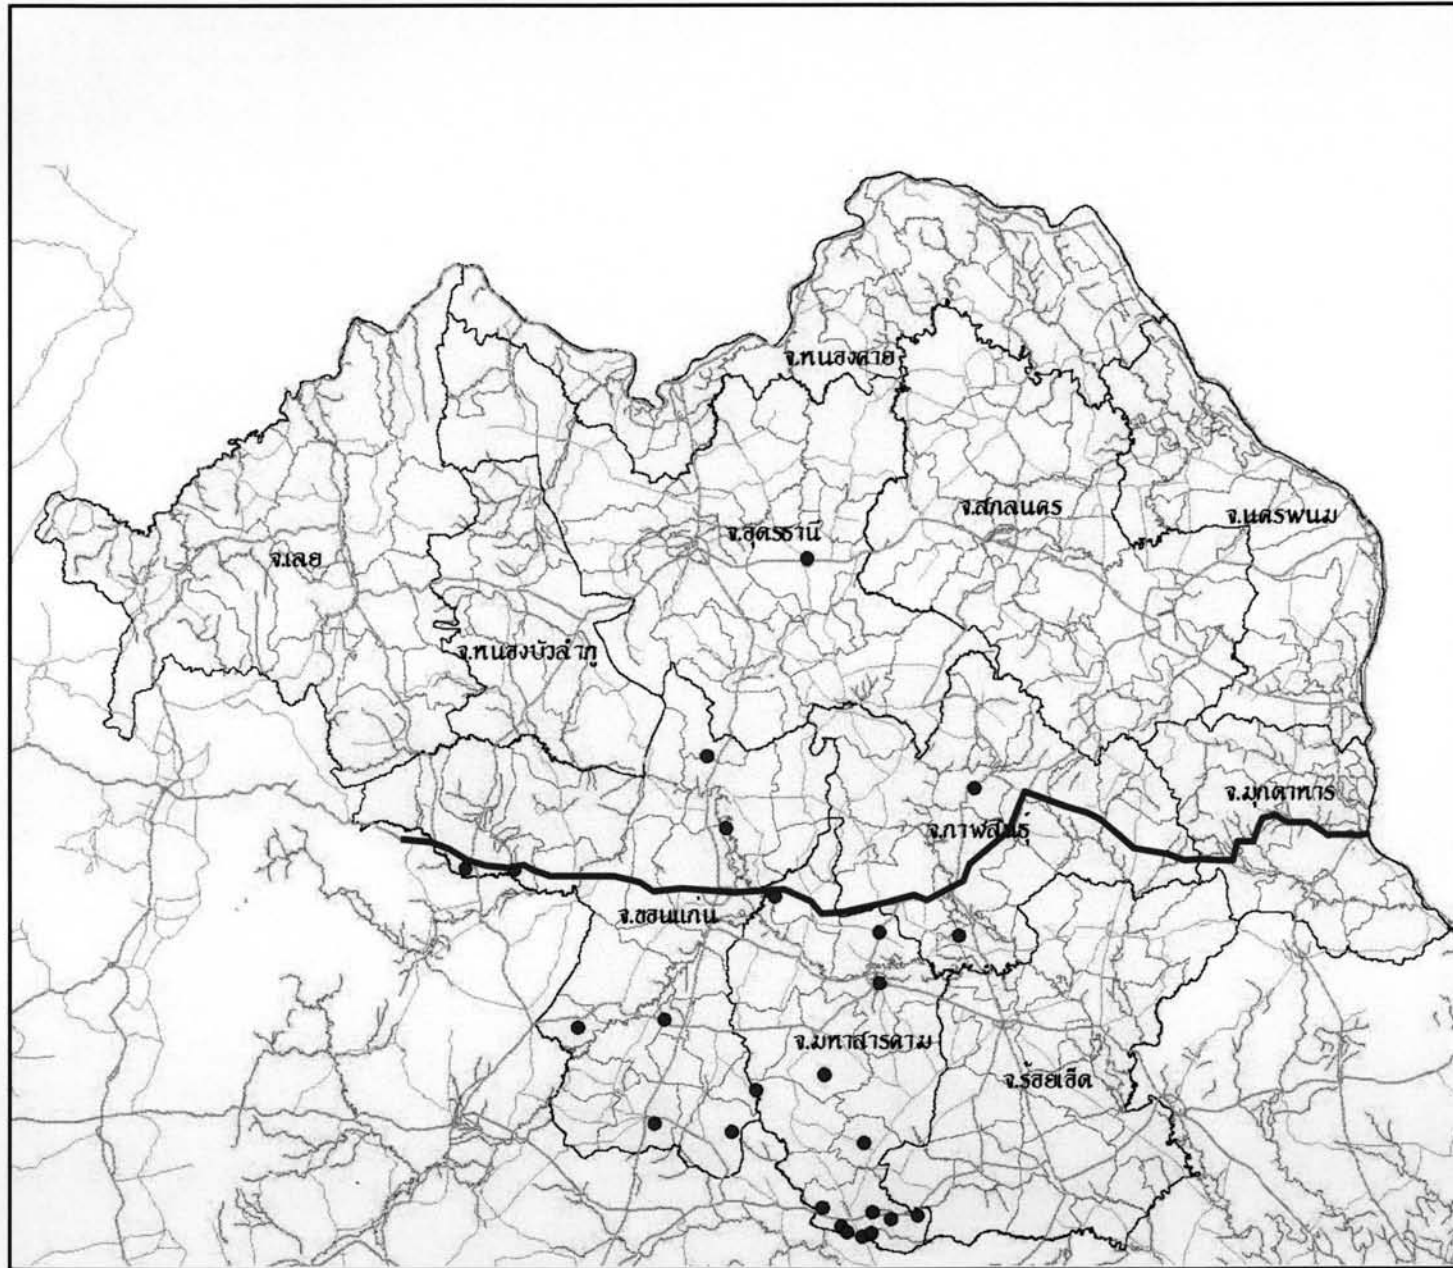 จ.หนองคาย
จ.สกลนคร
จ.นครพนม
จ.อุดรธานี
จ.เลย
จ.หนองบัวลำภู
จ.มุกดาหาร
จ.กาฬสินธุ์
จ.ขอนแก่น
จ.มหาสารคาม
จ.ร้อยเอ็ด